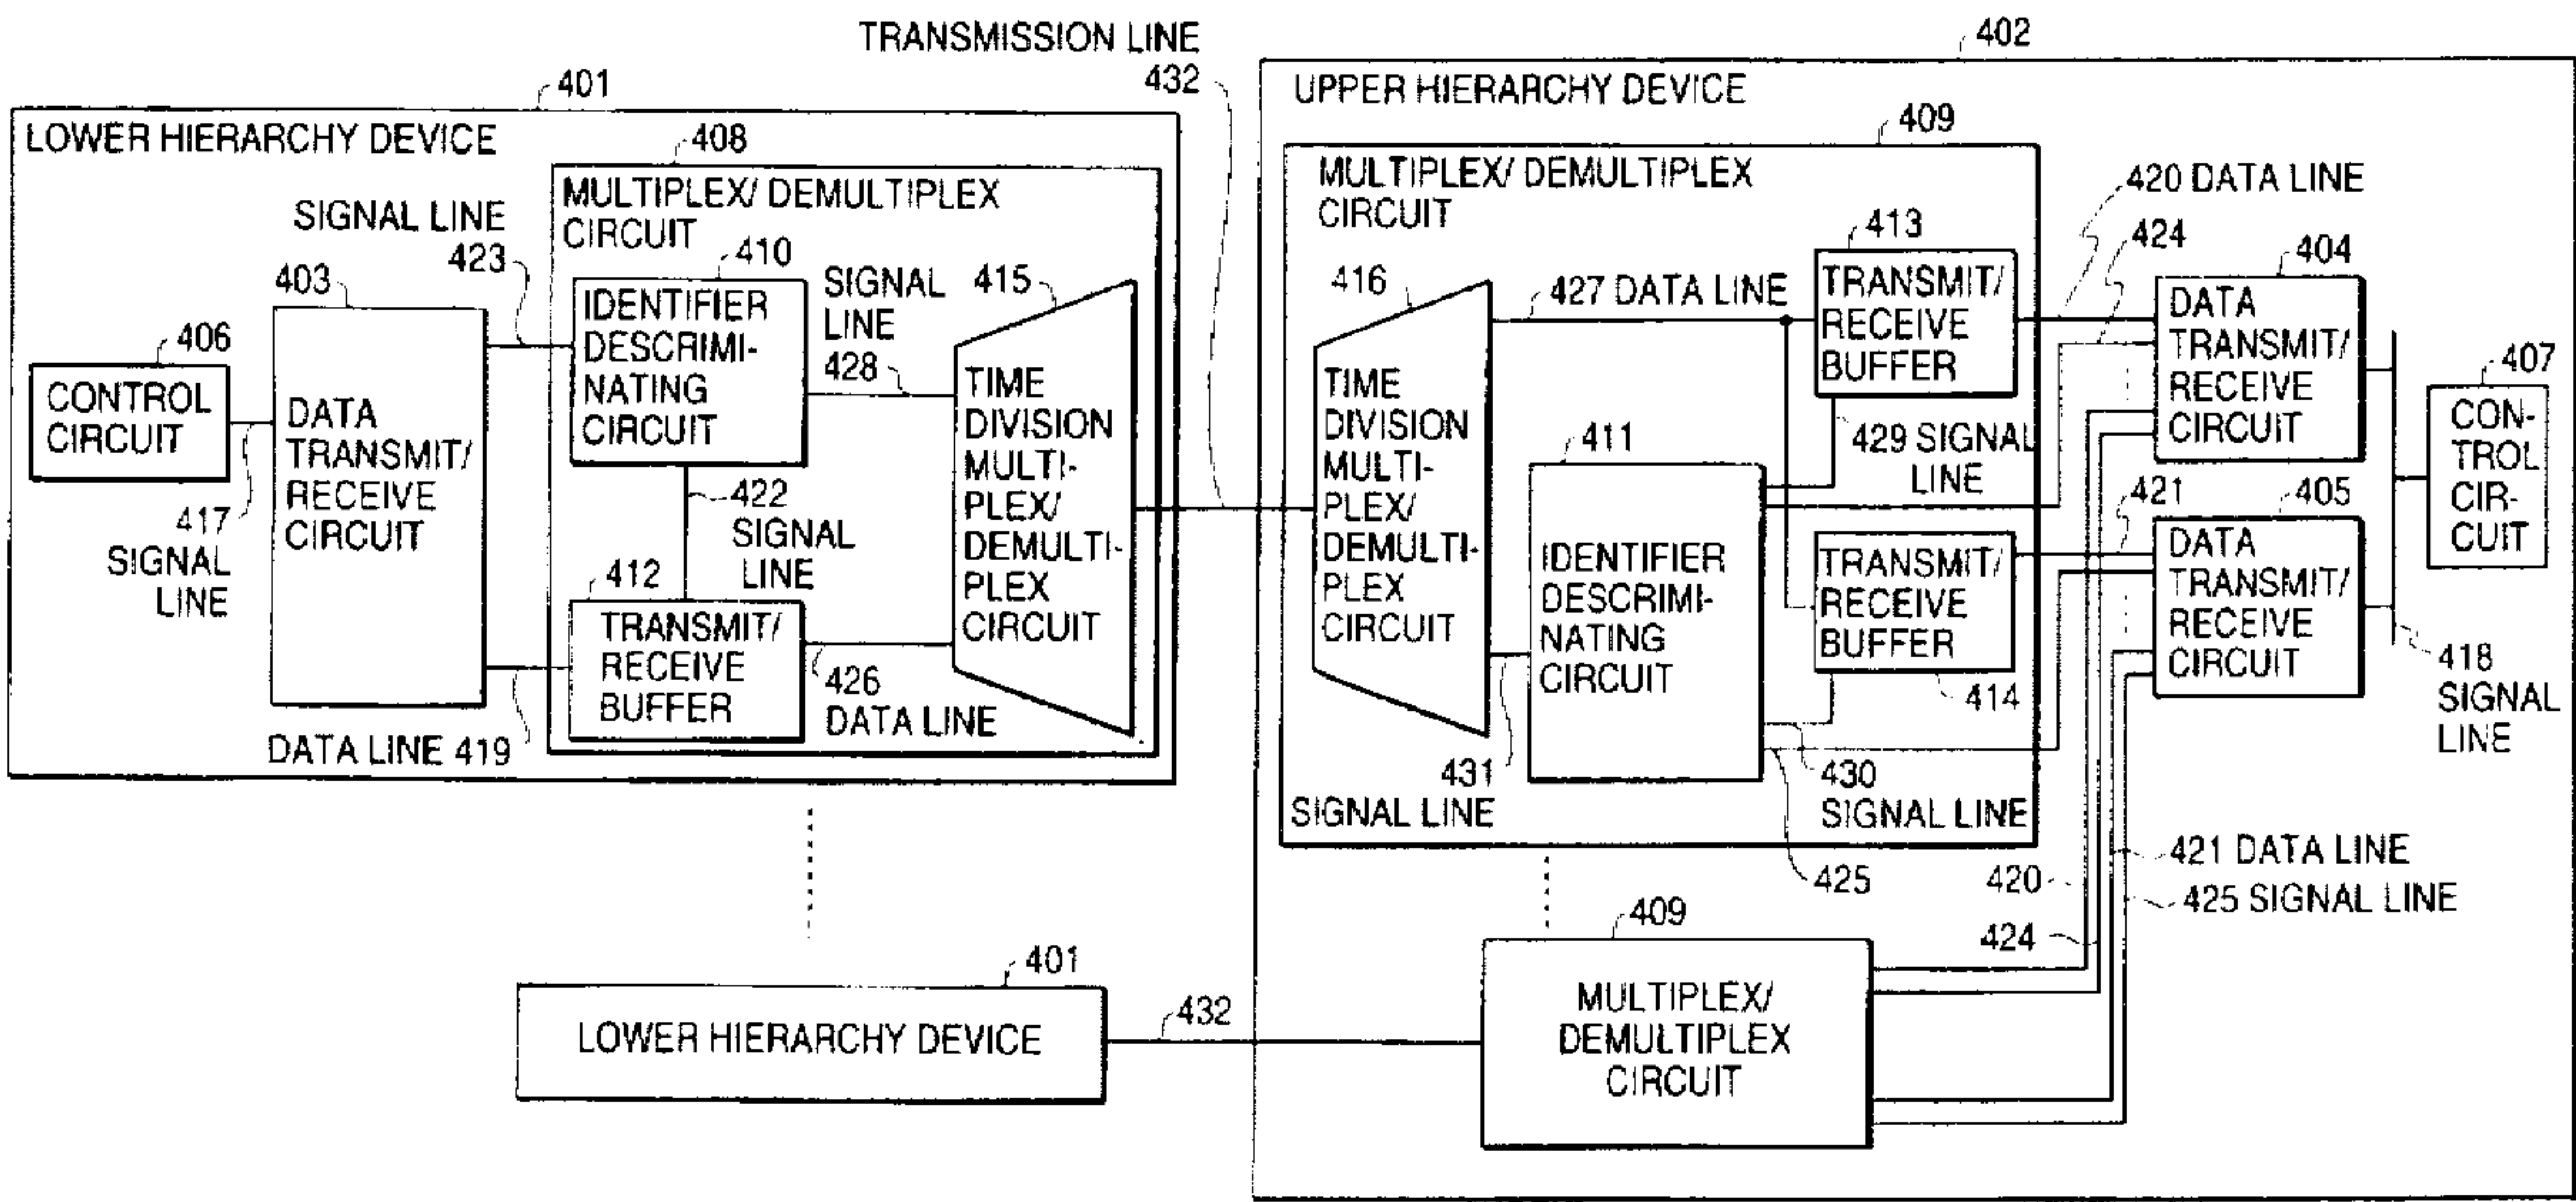 TRANSMISSION LINE
432
402
401
LOWER HIERARCHY DEVICE
UPPER HIERARCHY DEVICE
408
MULTIPLEX/ DEMULTIPLEX
CIRCUIT
409
MULTIPLEX/ DEMULTIPLEX
CIRCUIT
SIGNAL LINE
423
403
410
IDENTIFIER
DESCRIMI-
NATING
CIRCUIT
SIGNAL
LINE
428
415
TIME
DIVISION
MULTI-
PLEX/
DEMULTI-
PLEX
CIRCUIT
406
CONTROL
CIRCUIT
DATA
TRANSMIT/
RECEIVE
CIRCUIT
417
SIGNAL
LINE
422
SIGNAL
LINE
412
TRANSMIT/
RECEIVE
BUFFER
426
DATA LINE
DATA LINE 419
416
TIME
DIVISION
MULTI-
PLEX/
DEMULTI-
PLEX
CIRCUIT
427 DATA LINE
413
TRANSMIT/
RECEIVE
BUFFER
420 DATA LINE
424
404
DATA
TRANSMIT/
RECEIVE
CIRCUIT
407
CON-
TROL
CIR-
CUIT
411
IDENTIFIER
DESCRIMI-
NATING
CIRCUIT
429 SIGNAL
LINE
421
405
DATA
TRANSMIT/
RECEIVE
CIRCUIT
TRANSMIT/
RECEIVE
BUFFER
414
418
SIGNAL
LINE
431
SIGNAL LINE
430
SIGNAL LINE
425
420
421 DATA LINE
425 SIGNAL LINE
424
401
LOWER HIERARCHY DEVICE
432
409
MULTIPLEX/
DEMULTIPLEX
CIRCUIT